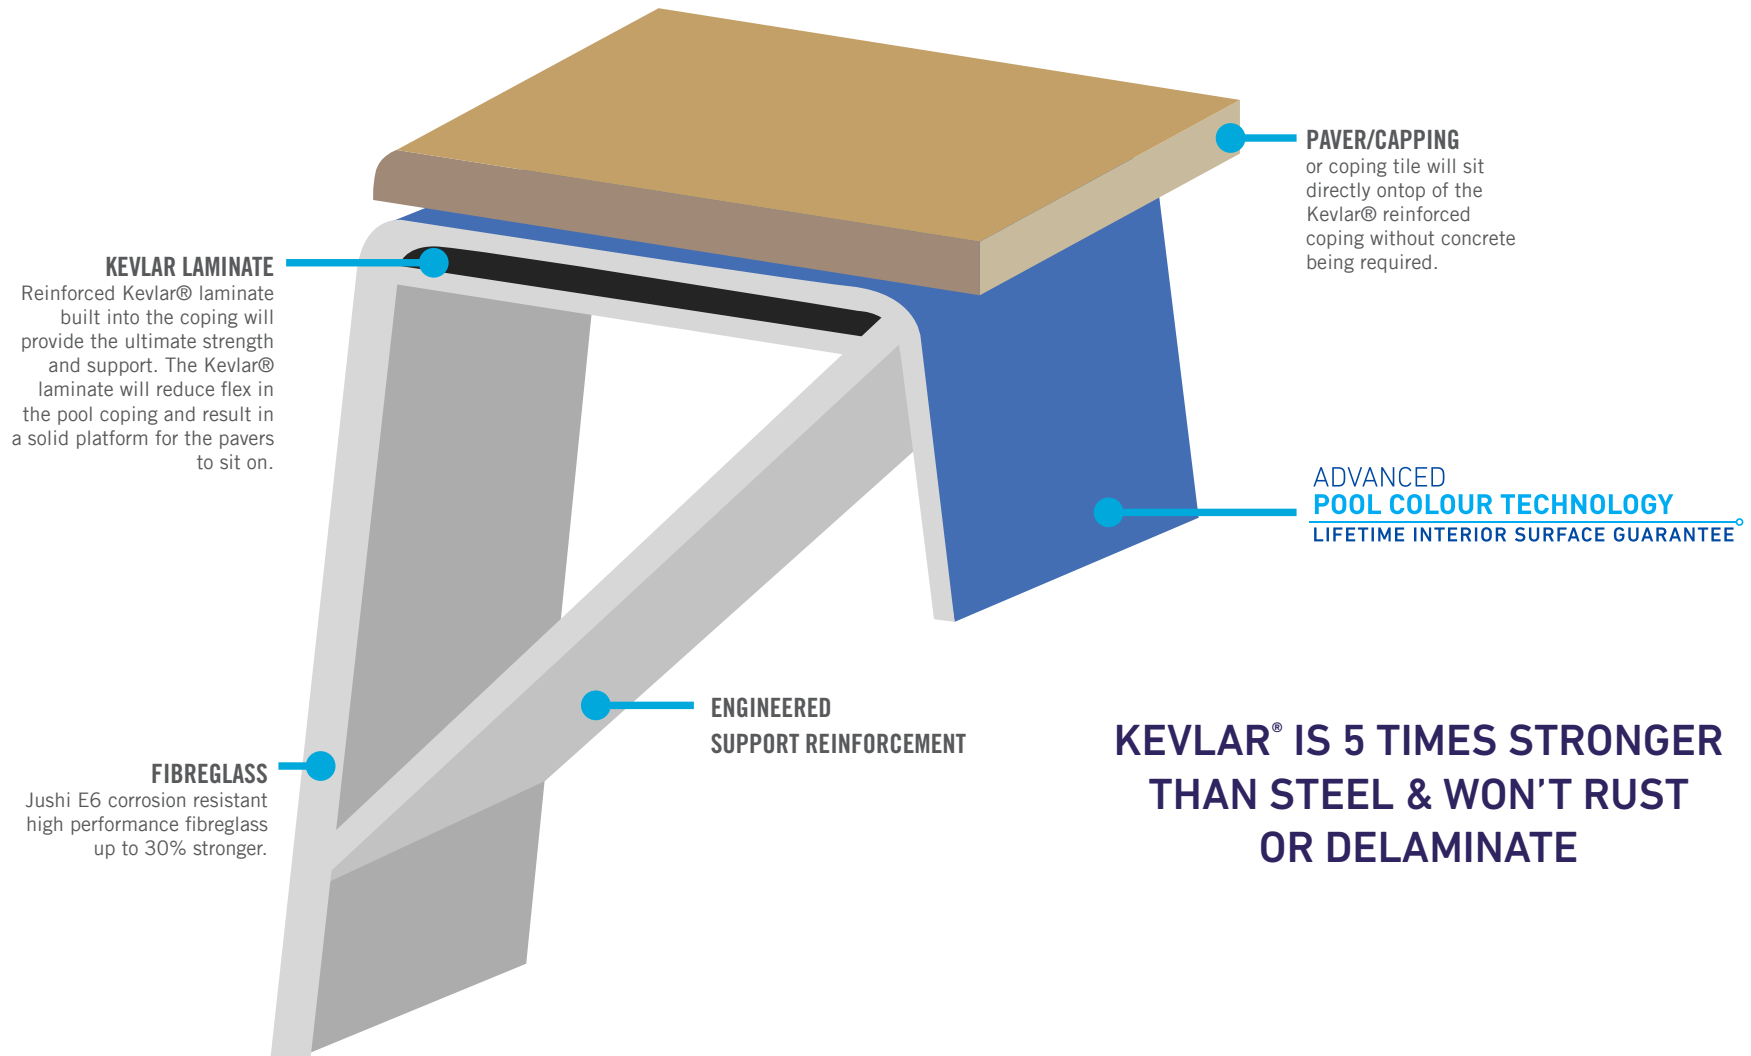 PAVER/CAPPING
or coping tile will sit
directly ontop of the
Kevlar® reinforced
coping without concrete
being required.
KEVLAR LAMINATE
Reinforced Kevlar® laminate
built into the coping will
provide the ultimate strength
and support. The Kevlar®
laminate will reduce flex in
the pool coping and result in
a solid platform for the pavers
to sit on.
ADVANCED
POOL COLOUR TECHNOLOGY
LIFETIME INTERIOR SURFACE GUARANTEE
ENGINEERED
SUPPORT REINFORCEMENT
FIBREGLASS
Jushi E6 corrosion resistant
high performance fibreglass
up to 30% stronger.
KEVLAR® IS 5 TIMES STRONGER
THAN STEEL & WON'T RUST
OR DELAMINATE